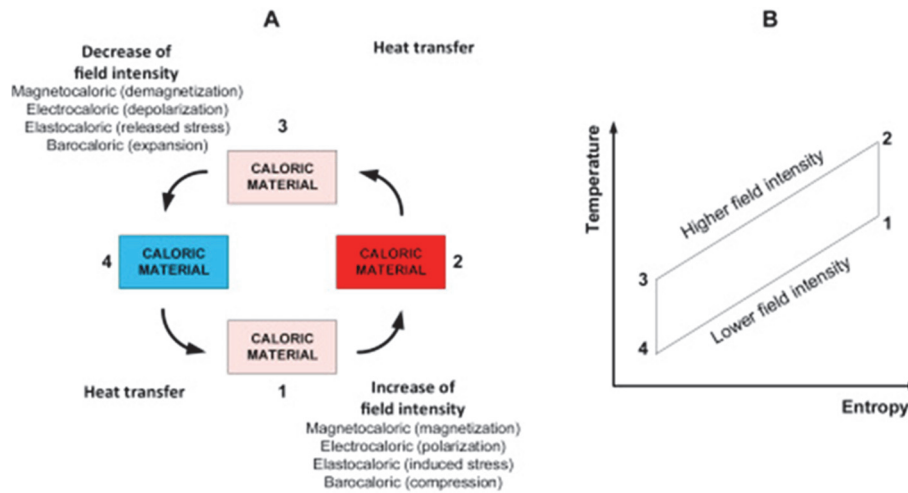 A
Heat transfer
Decrease of
field intensity
Magnetocaloric (demagnetization)
Electrocaloric (depolarization)
Elastocaloric (released stress)
Barocaloric (expansion)
3
CALORIC
MATERIAL
4
CALORIC
MATERIAL
CALORIC
MATERIAL
2
CALORIC
MATERIAL
1
Heat transfer
Increase of
field intensity
Magnetocaloric (magnetization)
Electrocaloric (polarization)
Elastocaloric (induced stress)
Barocaloric (compression)
B
Temperature
2
Higher field intensity
1
3
Lower field intensity
4
Entropy